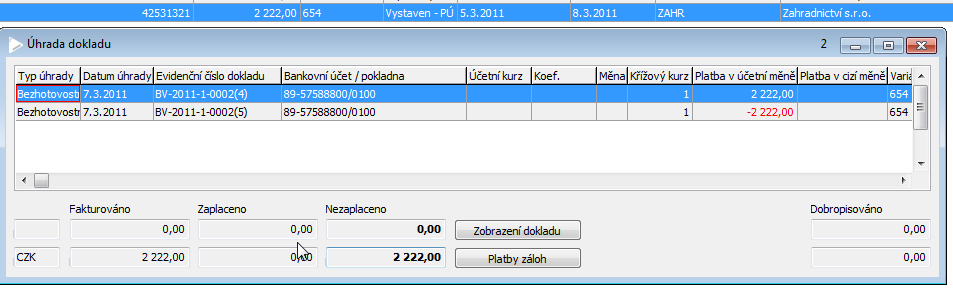 42531321 2 222,00 654 Vystaven - PÚ 5.3.2011 8.3.2011 ZAHR Zahradnictví s.r.o.
Úhrada dokladu 2
Typ úhrady Datum úhrady Evidenční číslo dokladu Bankovní účet / pokladna Účetní kurz Koef. Měna Křížový kurz Platba v účetní měně Platba v cizí měně Varia
Bezhotovostr 7.3.2011 BV-2011-1-0002(4) 89-57588800/0100 1 2 222,00 654
Bezhotovostr 7.3.2011 BV-2011-1-0002(5) 89-57588800/0100 1 -2 222,00 654
Fakturováno Zaplaceno Nezaplaceno Dobropisováno
0,00 0,00 0,00 Zobrazení dokladu 0,00
CZK 2 222,00 0,00 2 222,00 Platby záloh 0,00